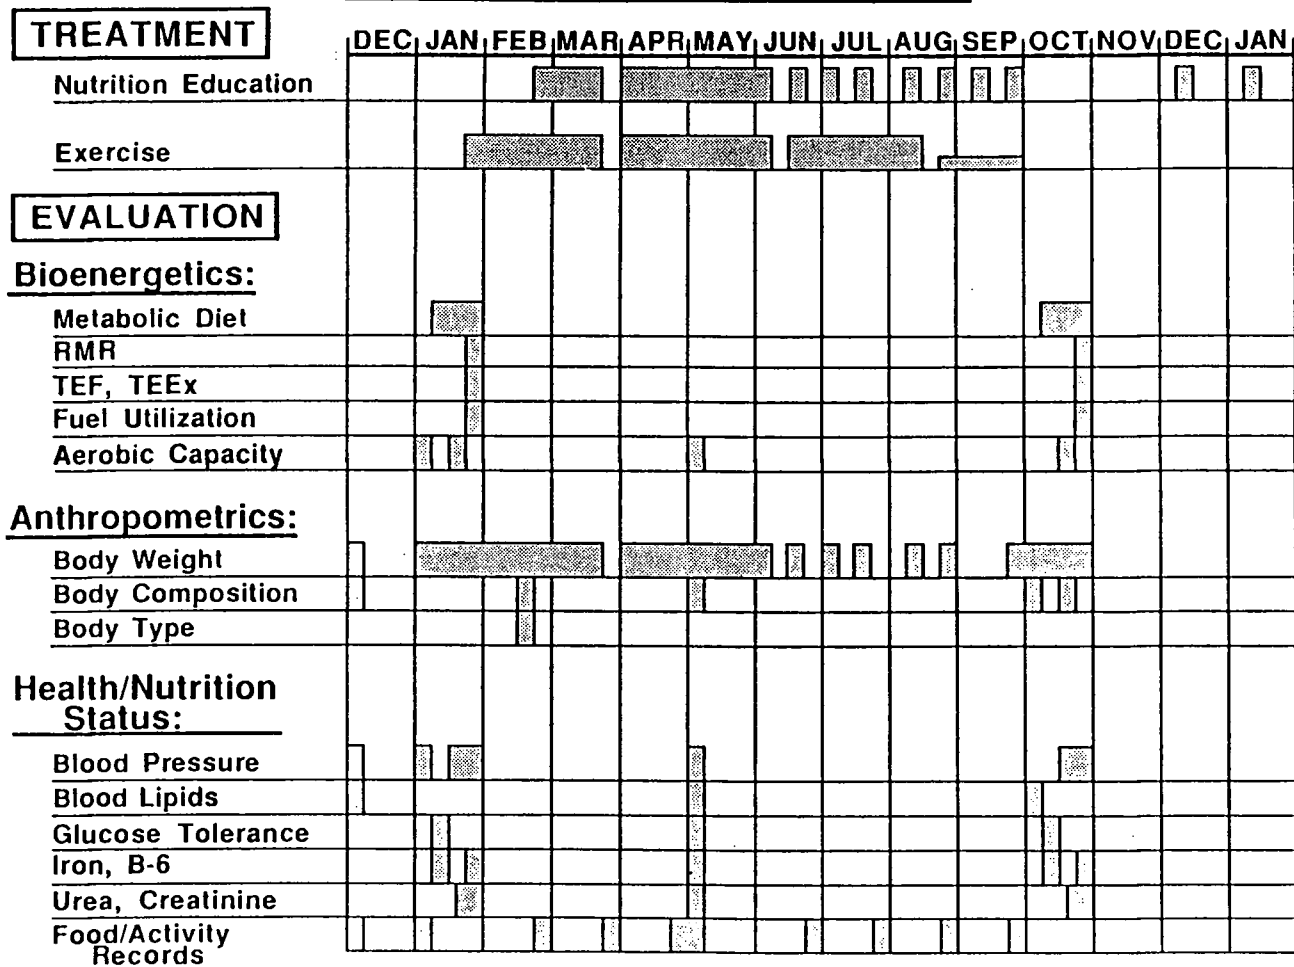 TREATMENT
DEC JAN FEB MAR APR MAY JUN JUL AUG SEP OCT NOV DEC JAN
Nutrition Education
Exercise
EVALUATION
Bioenergetics:
Metabolic Diet
RMR
TEF, TEEx
Fuel Utilization
Aerobic Capacity
Anthropometrics:
Body Weight
Body Composition
Body Type
Health/Nutrition
Status:
Blood Pressure
Blood Lipids
Glucose Tolerance
Iron, B-6
Urea, Creatinine
Food/Activity
Records